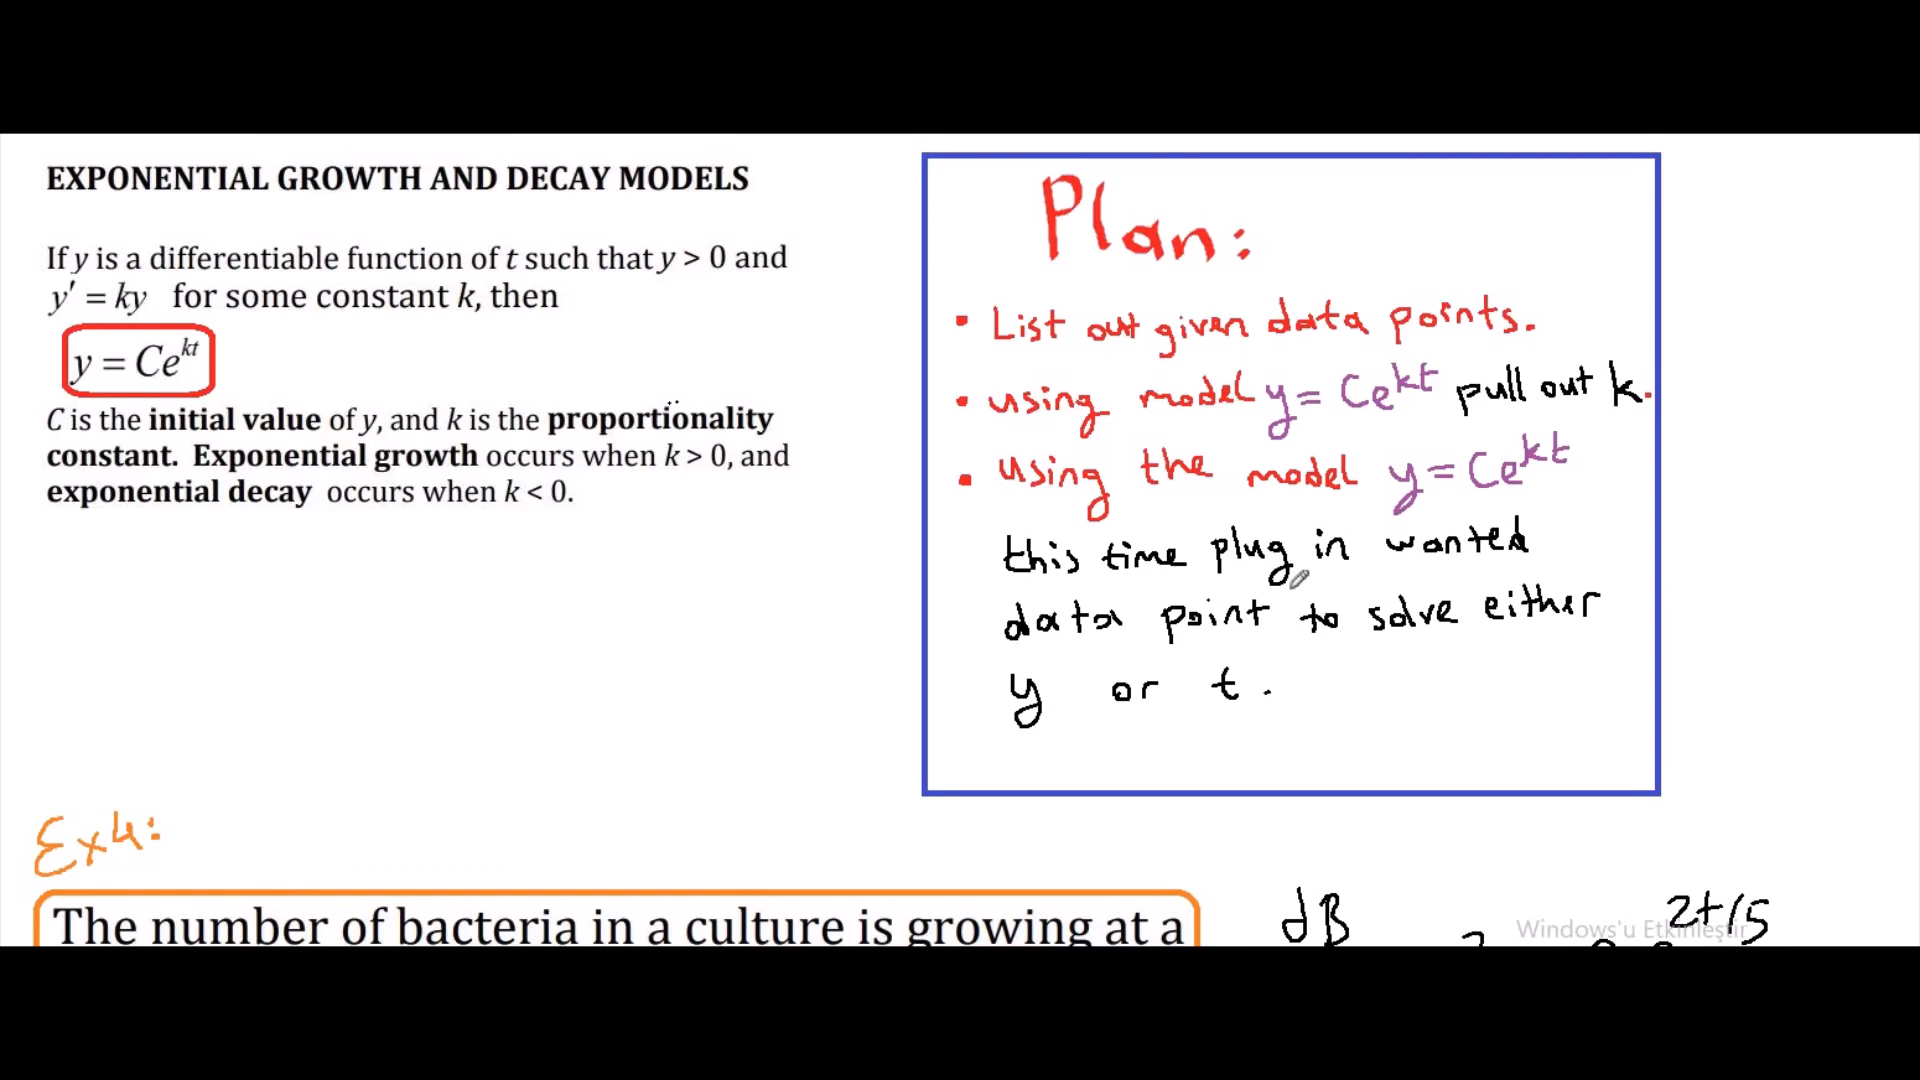 EXPONENTIAL GROWTH AND DECAY MODELS
If y is a differentiable function of t such that y > 0 and
y′ = ky for some constant k, then
y = Ce^{kt}
C is the initial value of y, and k is the proportionality
constant. Exponential growth occurs when k > 0, and
exponential decay occurs when k < 0.
Plan:
• List out given data points.
• using model y = Ce^{kt} pull out k.
• using the model y = Ce^{kt}
this time plug in wanted
data point to solve either
y or t.
Ex4:
The number of bacteria in a culture is growing at a
dB
2t/5
Windows'u Etkinleştir